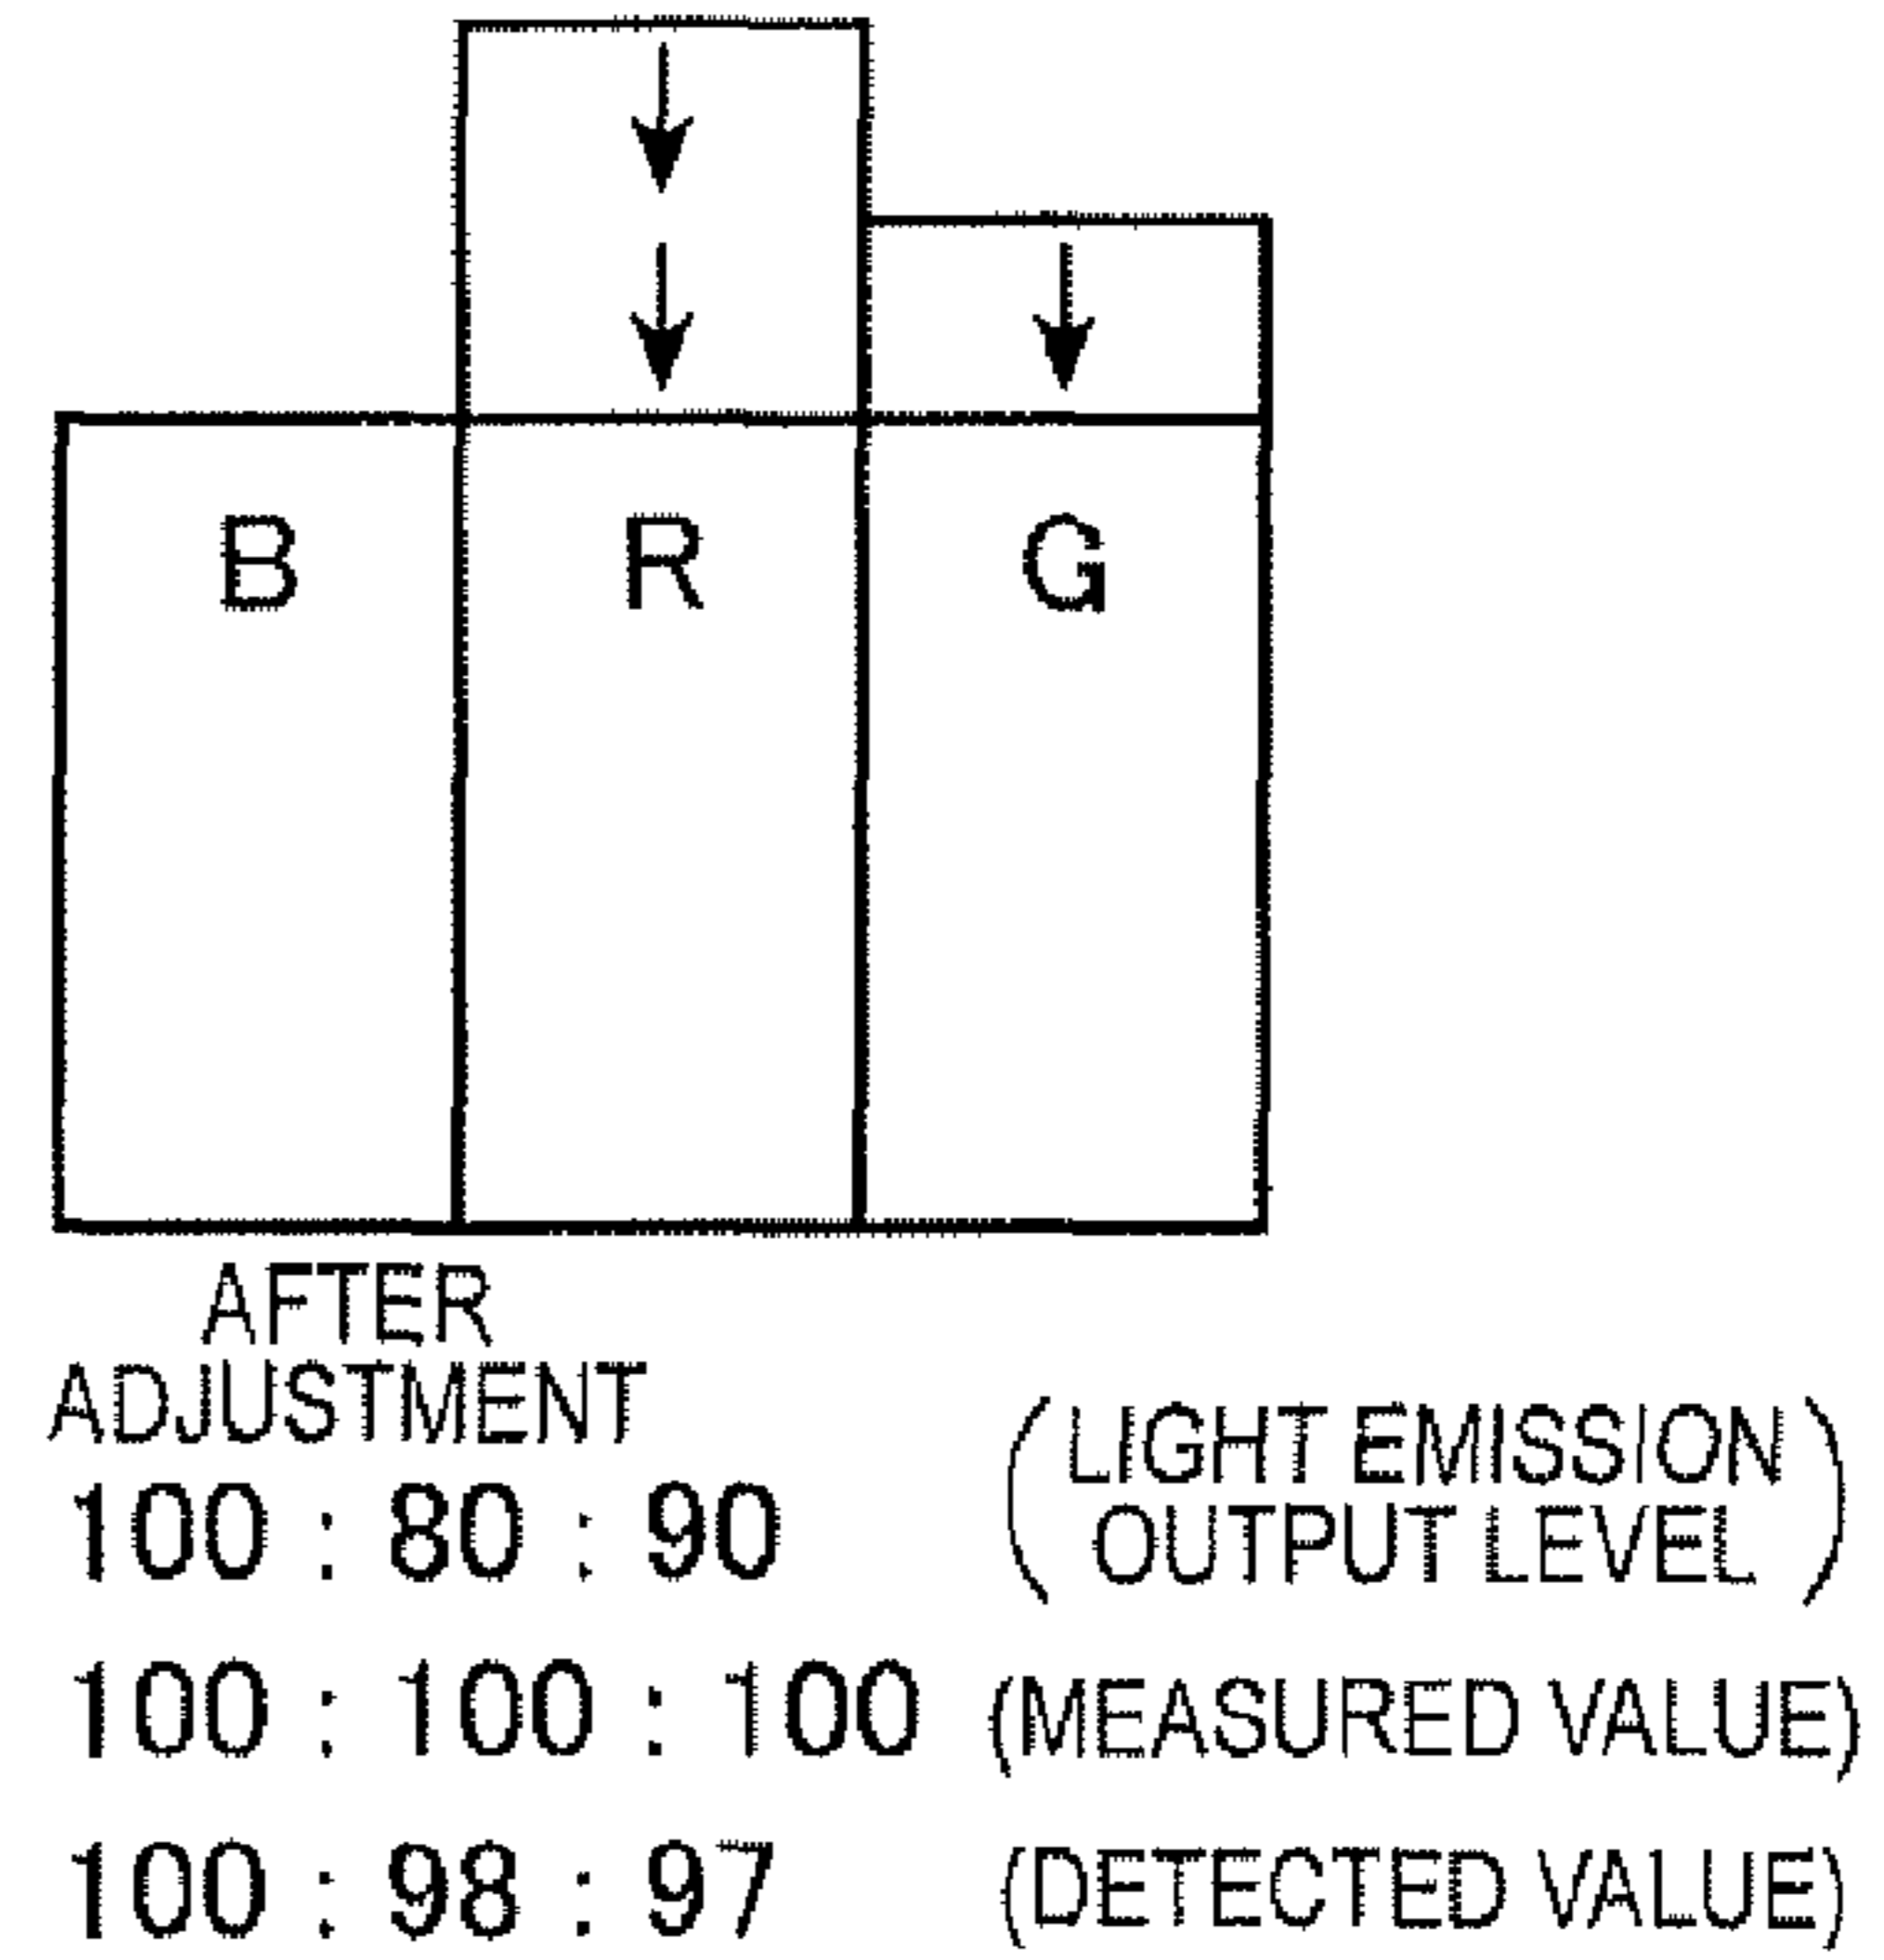 B R G
AFTER
ADJUSTMENT
100 : 80 : 90 (LIGHT EMISSION
OUTPUT LEVEL)
100 : 100 : 100 (MEASURED VALUE)
100 : 98 : 97 (DETECTED VALUE)